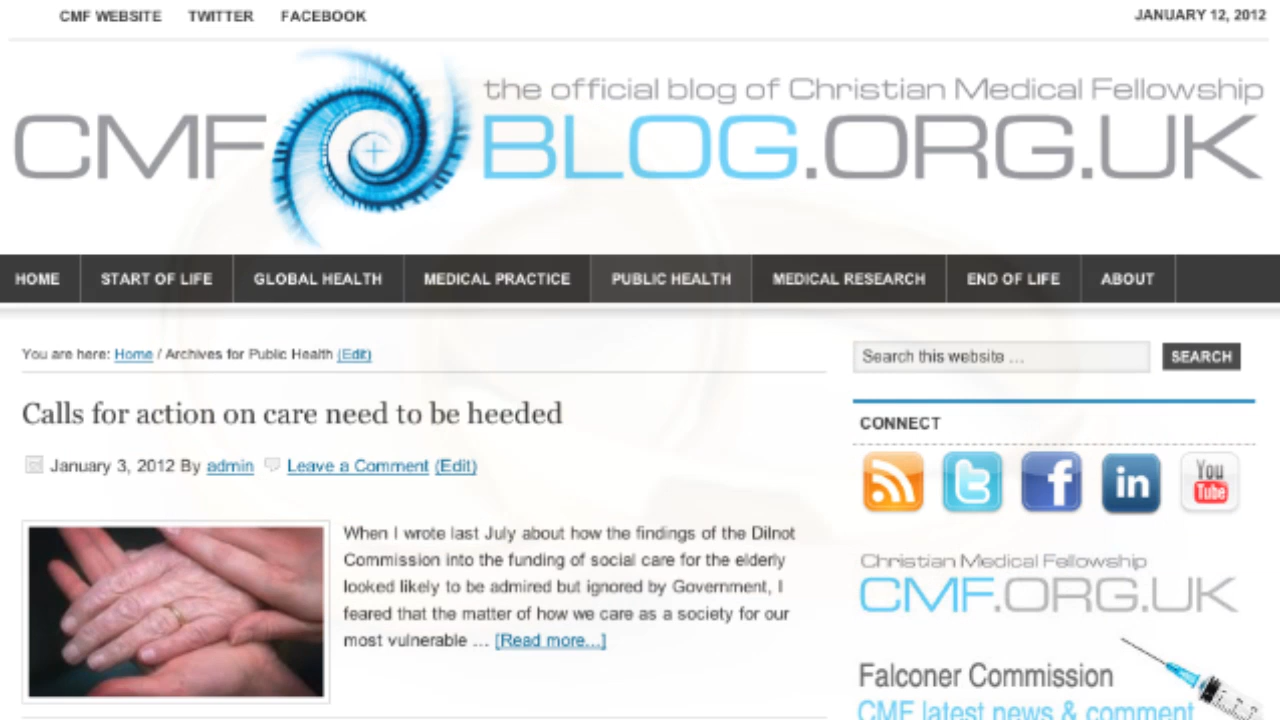 CMF WEBSITE TWITTER FACEBOOK JANUARY 12, 2012
the official blog of Christian Medical Fellowship
CMF BLOG.ORG.UK
HOME START OF LIFE GLOBAL HEALTH MEDICAL PRACTICE PUBLIC HEALTH MEDICAL RESEARCH END OF LIFE ABOUT
You are here: Home / Archives for Public Health (Edit)
Calls for action on care need to be heeded
January 3, 2012 By admin Leave a Comment (Edit)
When I wrote last July about how the findings of the Dilnot
Commission into the funding of social care for the elderly
looked likely to be admired but ignored by Government, I
feared that the matter of how we care as a society for our
most vulnerable ... [Read more...]
Search this website ... SEARCH
CONNECT
in You Tube
Christian Medical Fellowship
CMF.ORG.UK
Falconer Commission
CMF latest news & comment